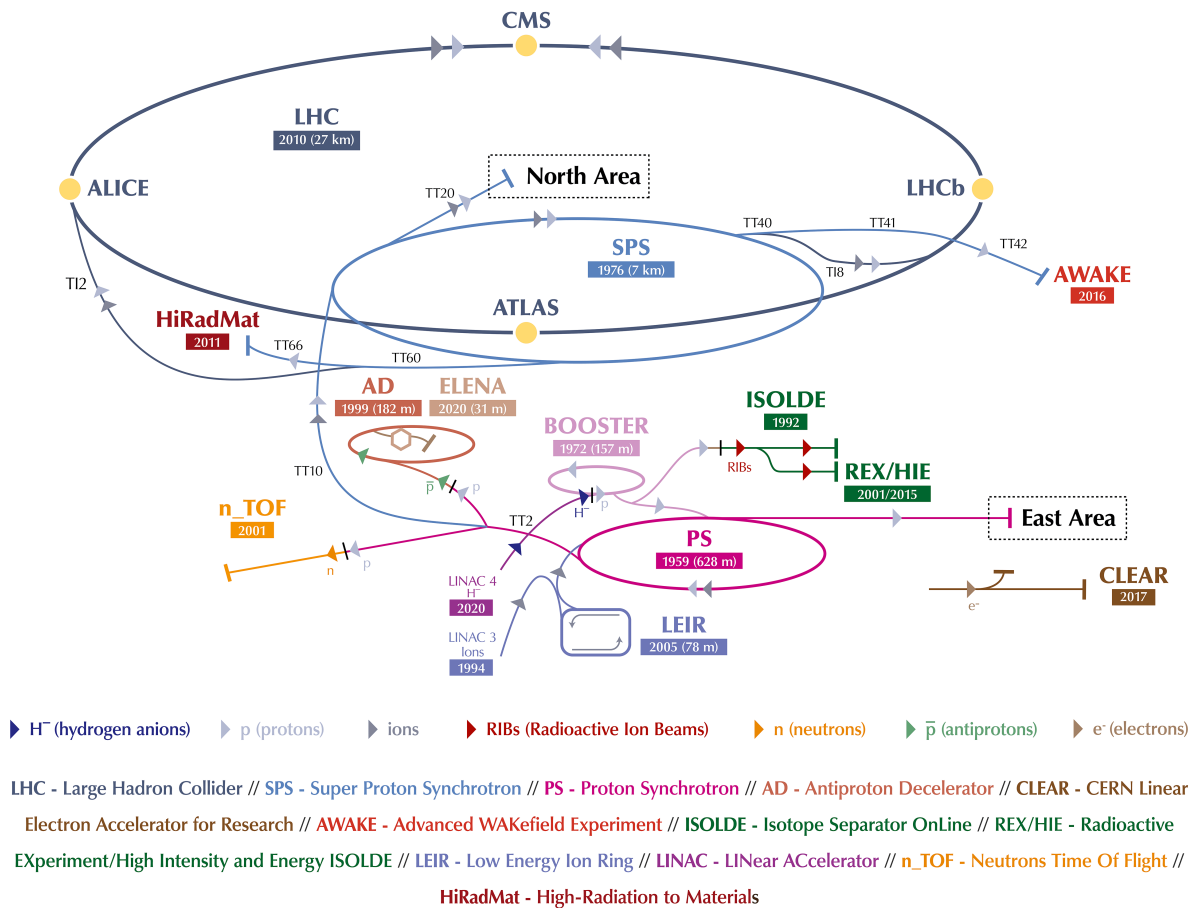 CMS
LHC
2010 (27 km)
North Area
ALICE
LHCb
TT20
TT40
TT41
TT42
SPS
1976 (7 km)
TI8
AWAKE
2016
TI2
ATLAS
HiRadMat
2011
TT66
TT60
AD
1999 (182 m)
ELENA
2020 (31 m)
ISOLDE
1992
BOOSTER
1972 (157 m)
RIBs
REX/HIE
2001/2015
TT10
p̅
p
H⁻
p
n_TOF
2001
TT2
East Area
PS
1959 (628 m)
n
p
LINAC 4
H⁻
2020
CLEAR
2017
e⁻
LINAC 3
Ions
1994
LEIR
2005 (78 m)
H⁻ (hydrogen anions)
p (protons)
ions
RIBs (Radioactive Ion Beams)
n (neutrons)
p̅ (antiprotons)
e⁻ (electrons)
LHC - Large Hadron Collider // SPS - Super Proton Synchrotron // PS - Proton Synchrotron // AD - Antiproton Decelerator // CLEAR - CERN Linear
Electron Accelerator for Research // AWAKE - Advanced WAKefield Experiment // ISOLDE - Isotope Separator OnLine // REX/HIE - Radioactive
EXperiment/High Intensity and Energy ISOLDE // LEIR - Low Energy Ion Ring // LINAC - LINear ACcelerator // n_TOF - Neutrons Time Of Flight //
HiRadMat - High-Radiation to Materials